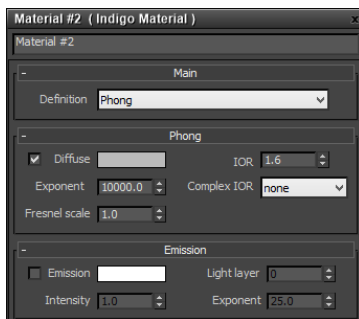 Material #2 ( Indigo Material ) x
Material #2
- Main
Definition Phong
- Phong
Diffuse IOR 1.6
Exponent 10000.0 Complex IOR none
Fresnel scale 1.0
- Emission
Emission Light layer 0
Intensity 1.0 Exponent 25.0